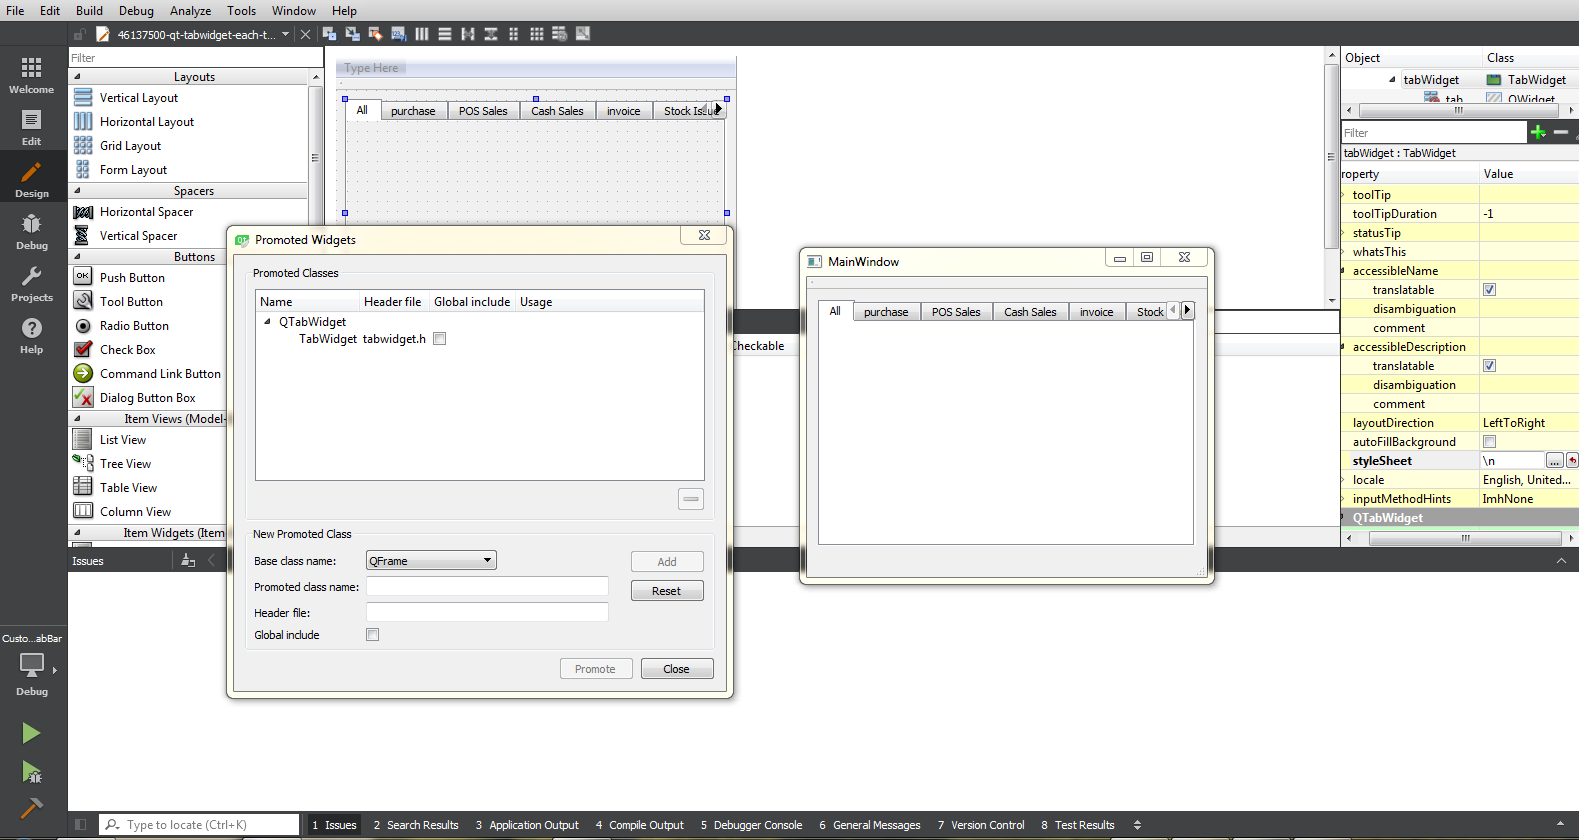 File Edit Build Debug Analyze Tools Window Help
46137500-qt-tabwidget-each-t...
Welcome
Edit
Design
Debug
Projects
Help
Custo...abBar
Debug
Filter
Layouts
Vertical Layout
Horizontal Layout
Grid Layout
Form Layout
Spacers
Horizontal Spacer
Vertical Spacer
Buttons
Push Button
OK
Tool Button
Radio Button
Check Box
Command Link Button
Dialog Button Box
Item Views (Model-
List View
Tree View
Table View
Column View
Item Widgets (Item
Type Here
All purchase POS Sales Cash Sales invoice Stock Issue
Promoted Widgets
Promoted Classes
Name Header file Global include Usage
QTabWidget
TabWidget tabwidget.h
New Promoted Class
Base class name: QFrame
Add
Promoted class name:
Reset
Header file:
Global include
Promote Close
Checkable
MainWindow
All purchase POS Sales Cash Sales invoice Stock
Object Class
tabWidget TabWidget
tab QWidget
Filter
tabWidget : TabWidget
roperty Value
toolTip
toolTipDuration -1
statusTip
whatsThis
accessibleName
translatable
disambiguation
comment
accessibleDescription
translatable
disambiguation
comment
layoutDirection LeftToRight
autoFillBackground
styleSheet \n ...
locale English, United...
inputMethodHints ImhNone
QTabWidget
Issues
Type to locate (Ctrl+K) 1 Issues 2 Search Results 3 Application Output 4 Compile Output 5 Debugger Console 6 General Messages 7 Version Control 8 Test Results